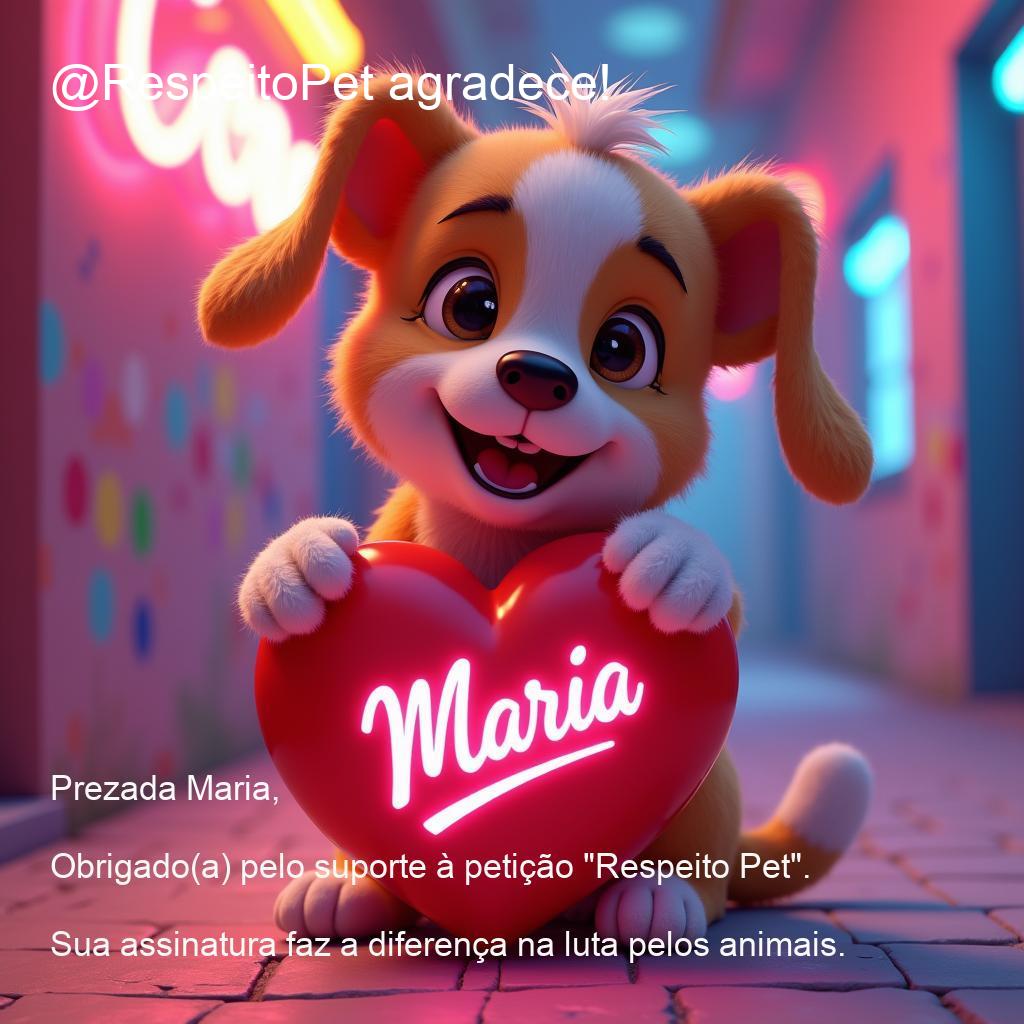 @RespeitoPet agradece!
Maria
Prezada Maria,
Obrigado(a) pelo suporte à petição "Respeito Pet".
Sua assinatura faz a diferença na luta pelos animais.